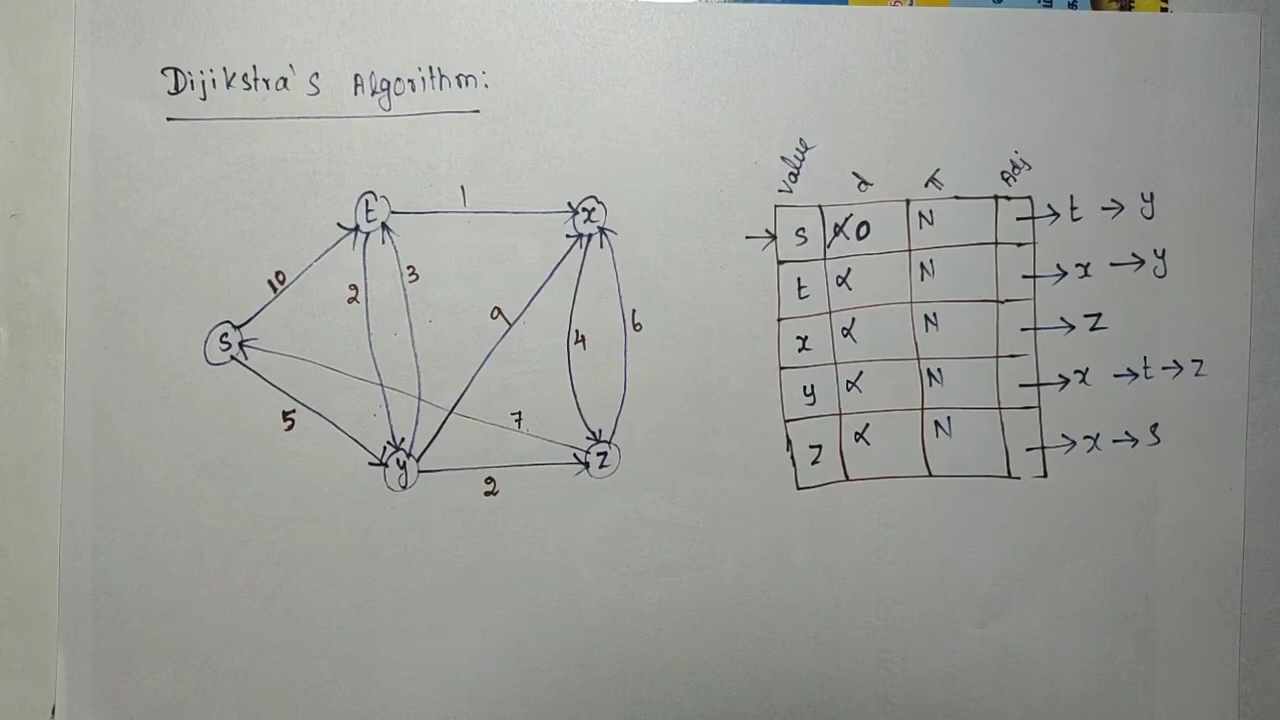 Dijikstra's Algorithm:
Value d π Adj
t 1 x
10 2 3 9 4 6
S
5 7
y 2 z
S ∝ 0 N → t → y
t ∝ N → x → y
x ∝ N → z
y ∝ N → x → t → z
z ∝ N → x → s